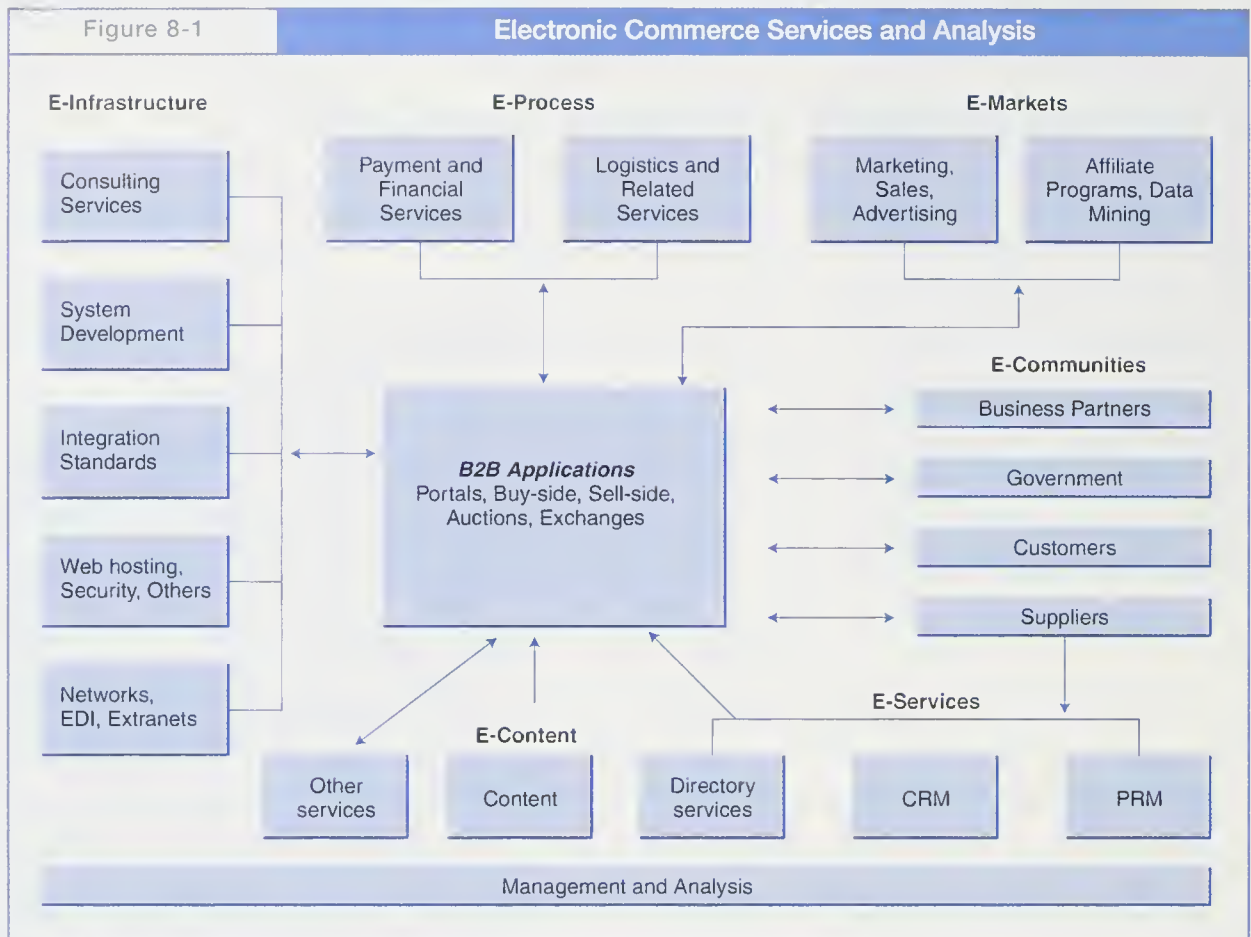 Figure 8-1
Electronic Commerce Services and Analysis
E-Infrastructure
Consulting
Services
System
Development
Integration
Standards
Web hosting,
Security, Others
Networks,
EDI, Extranets
E-Process
Payment and
Financial
Services
Logistics and
Related
Services
E-Markets
Marketing,
Sales,
Advertising
Affiliate
Programs, Data
Mining
B2B Applications
Portals, Buy-side, Sell-side,
Auctions, Exchanges
E-Communities
Business Partners
Government
Customers
Suppliers
E-Services
E-Content
Other
services
Content
Directory
services
CRM
PRM
Management and Analysis